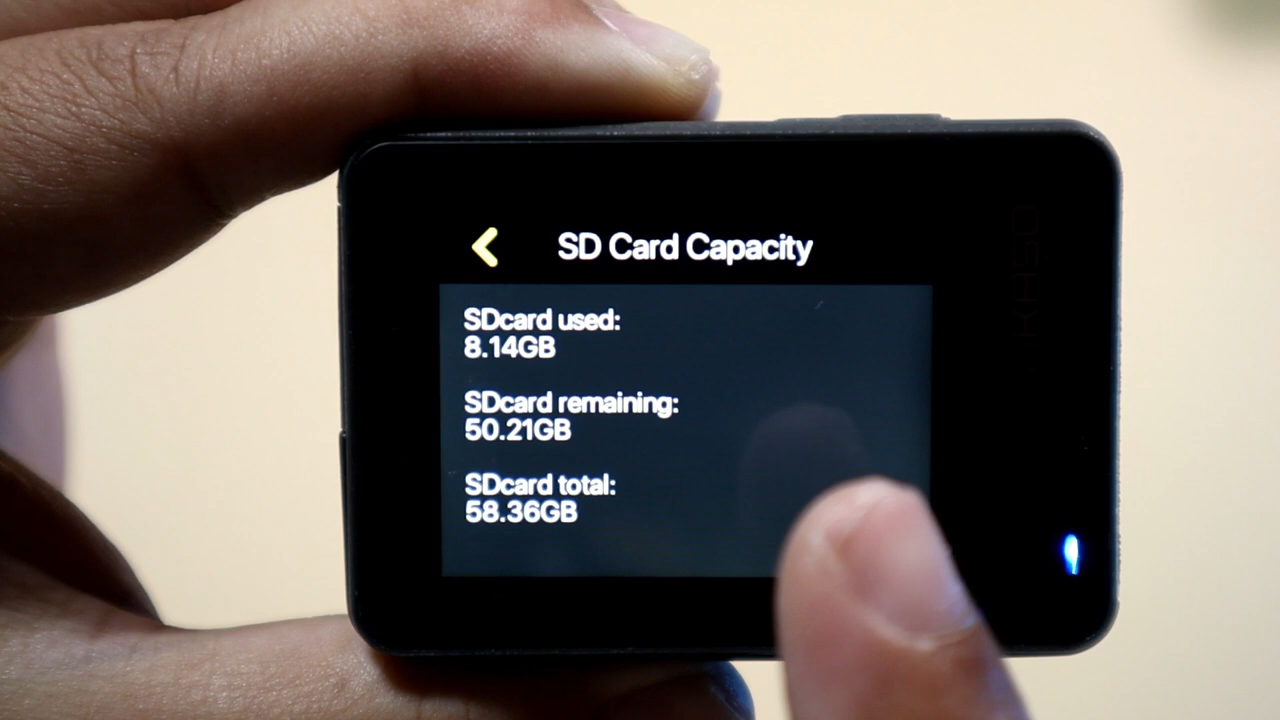 SD Card Capacity
SDcard used:
8.14GB
SDcard remaining:
50.21GB
SDcard total:
58.36GB